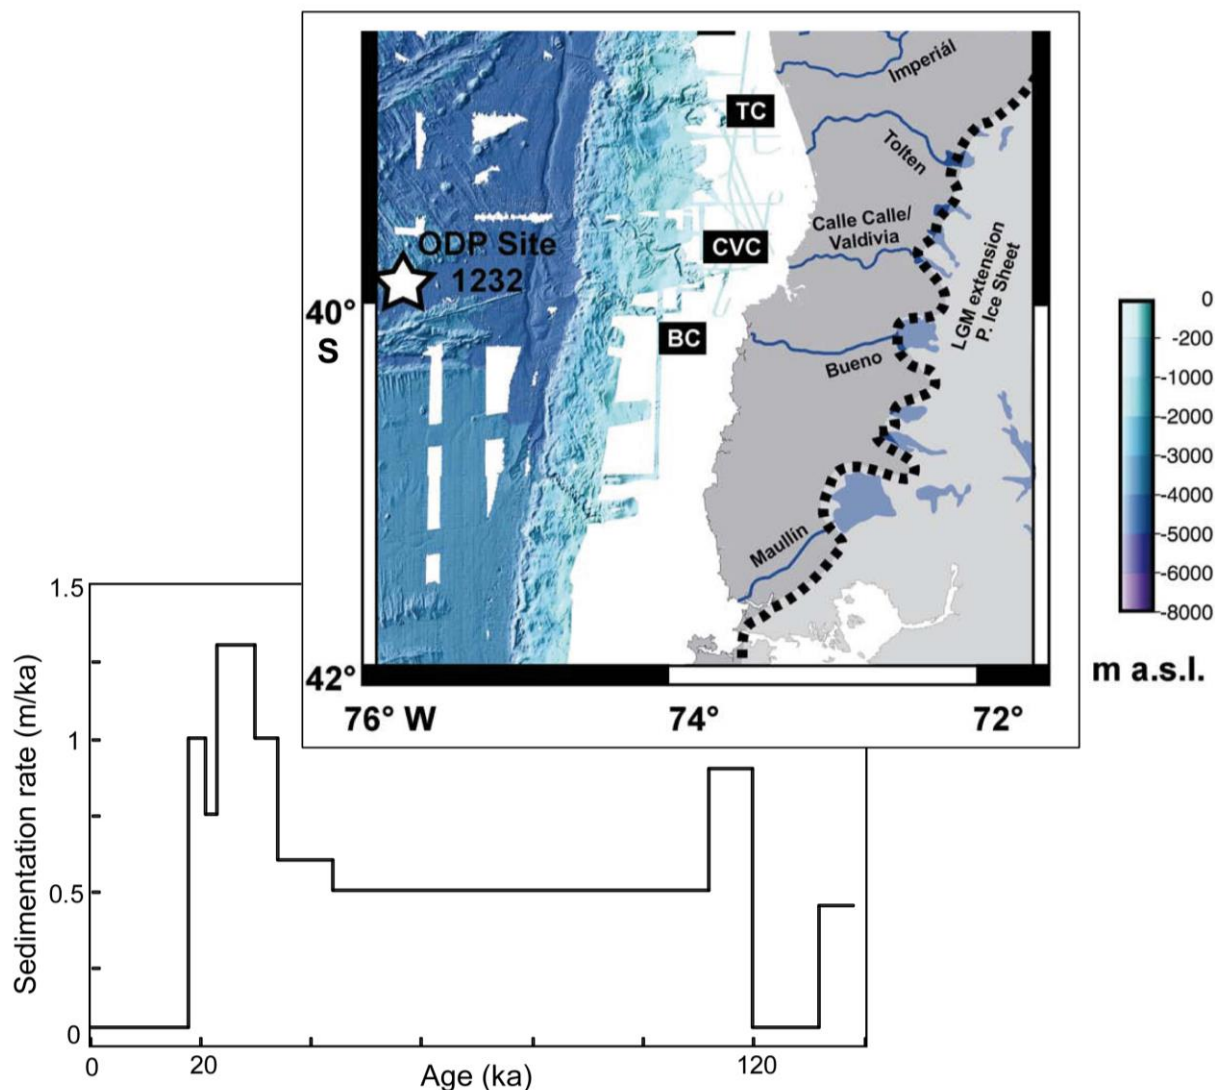 Imperiál
TC
Tolten
Calle Calle/
Valdivia
CVC
ODP Site
1232
LGM extension
P. Ice Sheet
40°
S
BC
Bueno
Maullín
42°
76° W
74°
72°
0
-200
-1000
-2000
-3000
-4000
-5000
-6000
-8000
m a.s.l.
1.5
1
0.5
0
Sedimentation rate (m/ka)
0
20
120
Age (ka)